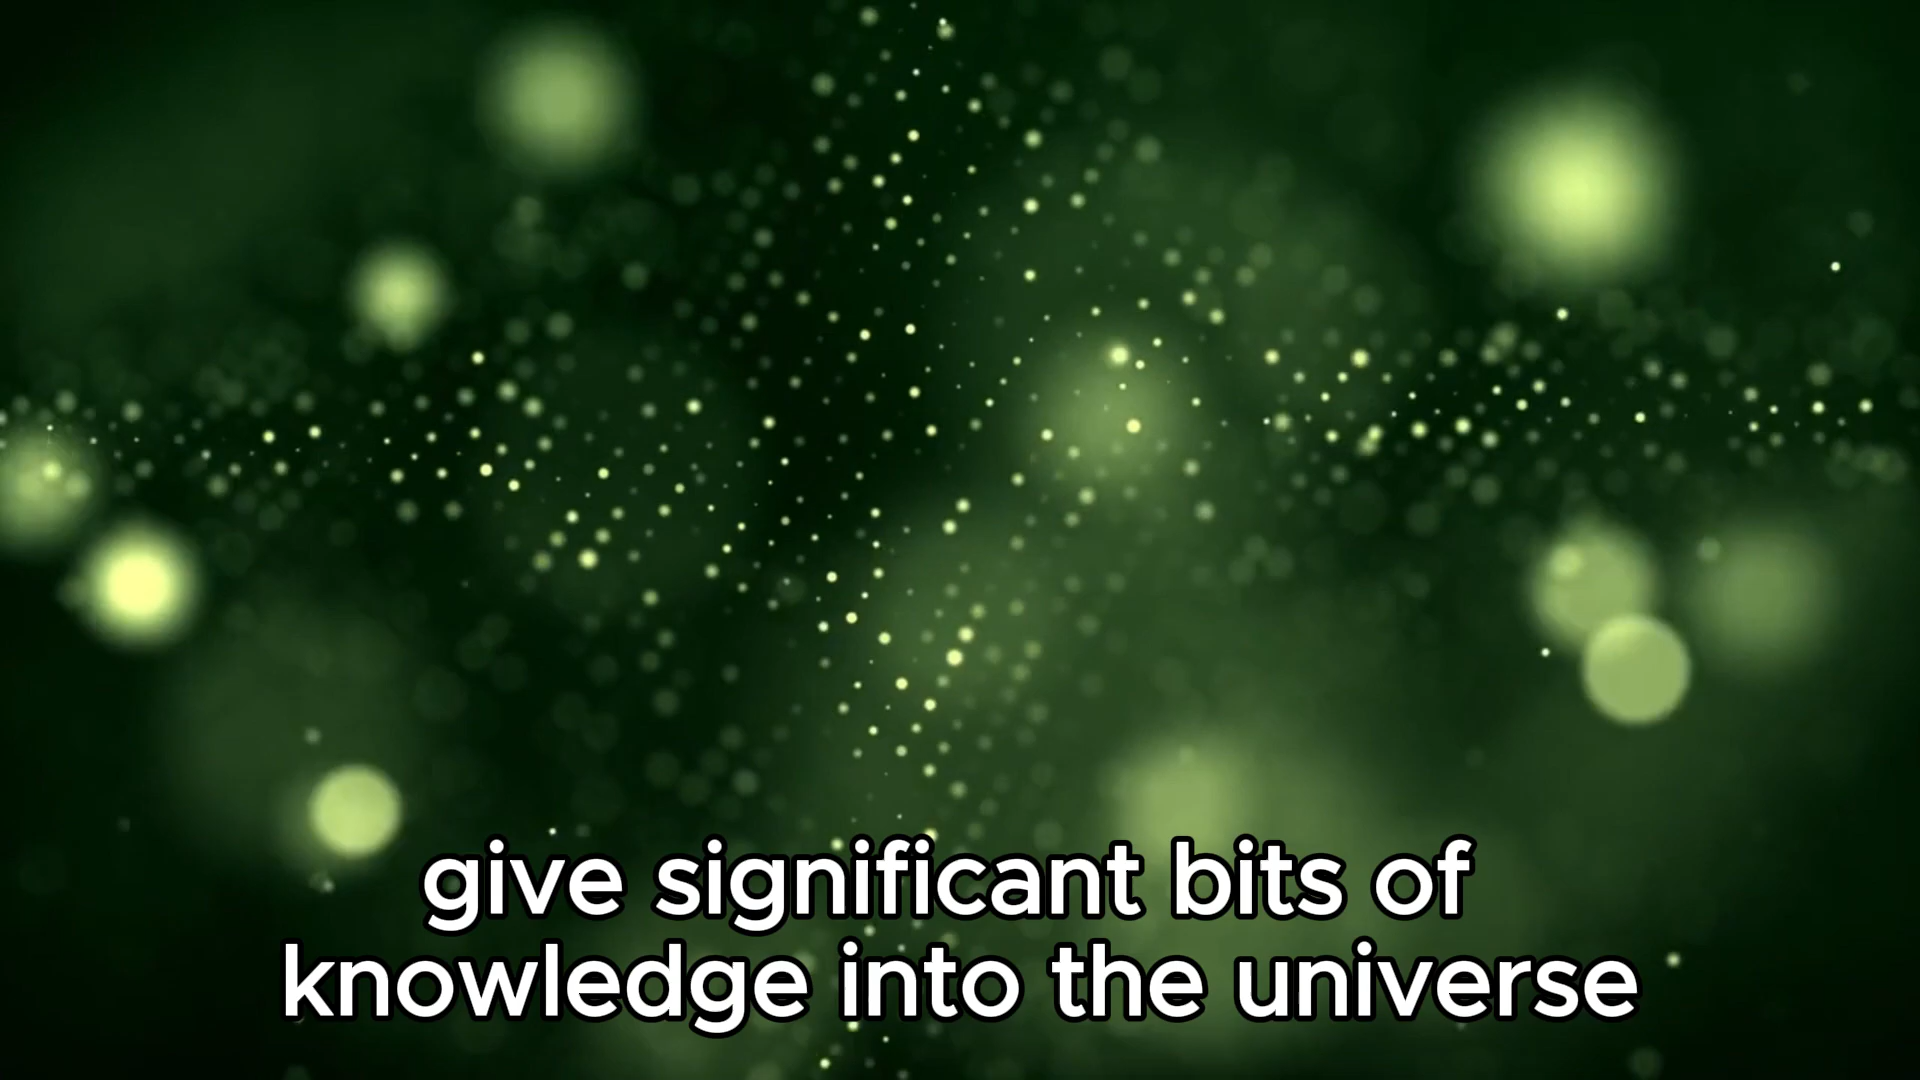 give significant bits of
knowledge into the universe